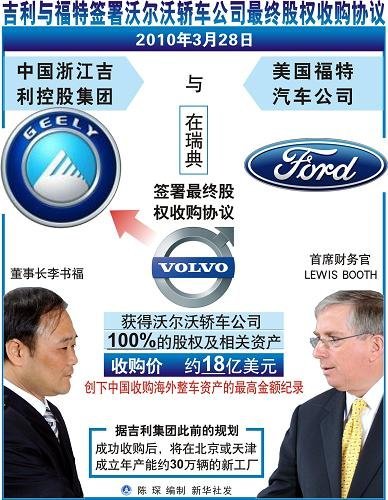 吉利与福特签署沃尔沃轿车公司最终股权收购协议
2010年3月28日
中国浙江吉
利控股集团
与
美国福特
汽车公司
GEELY
在瑞典
Ford
签署最终股
权收购协议
VOLVO
董事长李书福
首席财务官
LEWIS BOOTH
获得沃尔沃轿车公司
100%的股权及相关资产
收购价 约18亿美元
创下中国收购海外整车资产的最高金额纪录
据吉利集团此前的规划
成功收购后，将在北京或天津
成立年产能约30万辆的新工厂
陈琛 编制 新华社发